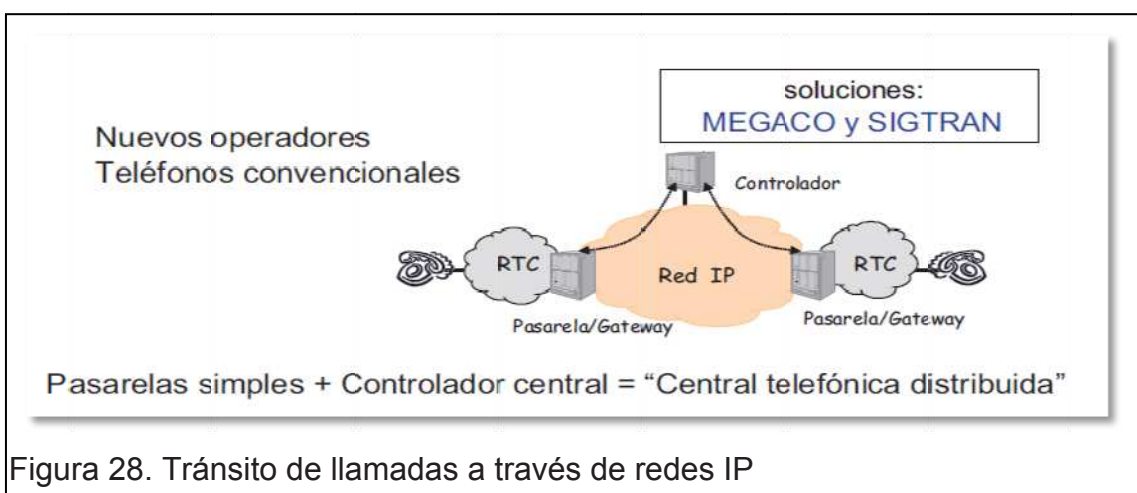 soluciones:
MEGACO y SIGTRAN
Nuevos operadores
Teléfonos convencionales
Controlador
RTC
Red IP
RTC
Pasarela/Gateway
Pasarela/Gateway
Pasarelas simples + Controlador central = “Central telefónica distribuida”
Figura 28. Tránsito de llamadas a través de redes IP